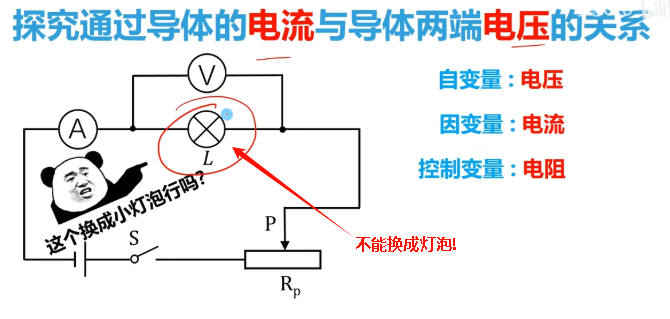 探究通过导体的电流与导体两端电压的关系
V
自变量：电压
A
因变量：电流
L
控制变量：电阻
这个换成小灯泡行吗？
P
不能换成灯泡!
S
Rp